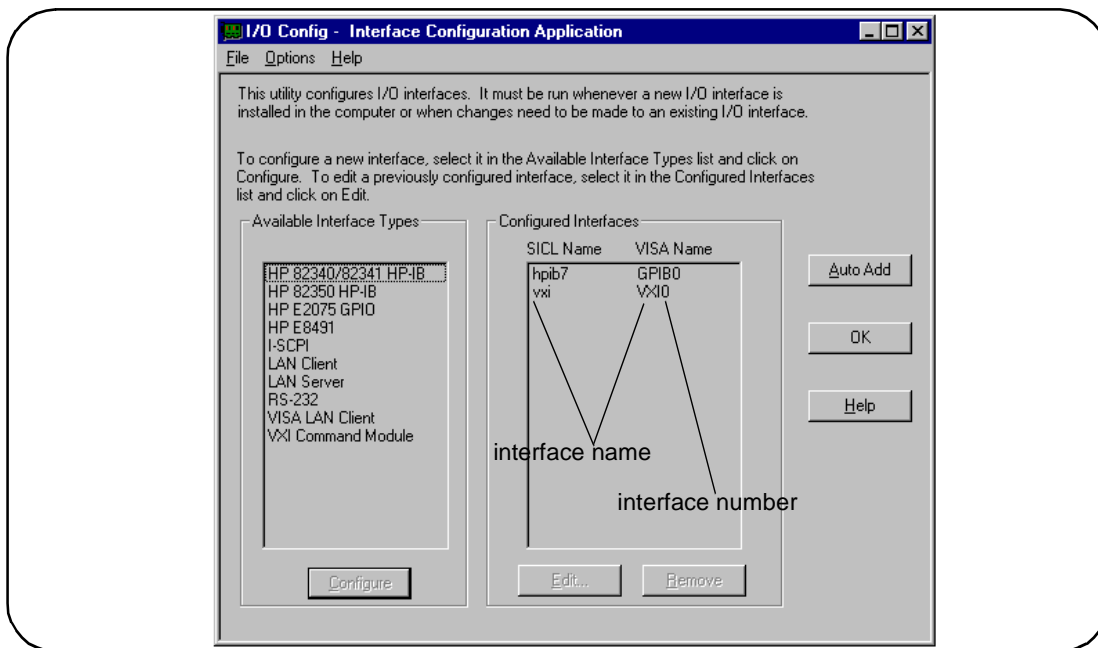 I/O Config - Interface Configuration Application
File Options Help
This utility configures I/O interfaces. It must be run whenever a new I/O interface is
installed in the computer or when changes need to be made to an existing I/O interface.
To configure a new interface, select it in the Available Interface Types list and click on
Configure. To edit a previously configured interface, select it in the Configured Interfaces
list and click on Edit.
Available Interface Types
HP 82340/82341 HP-IB
HP 82350 HP-IB
HP E2075 GPIO
HP E8491
I-SCPI
LAN Client
LAN Server
RS-232
VISA LAN Client
VXI Command Module
Configure
Configured Interfaces
SICL Name VISA Name
hpib7 GPIB0
vxi VXI0
interface name
interface number
Edit... Remove
Auto Add
OK
Help